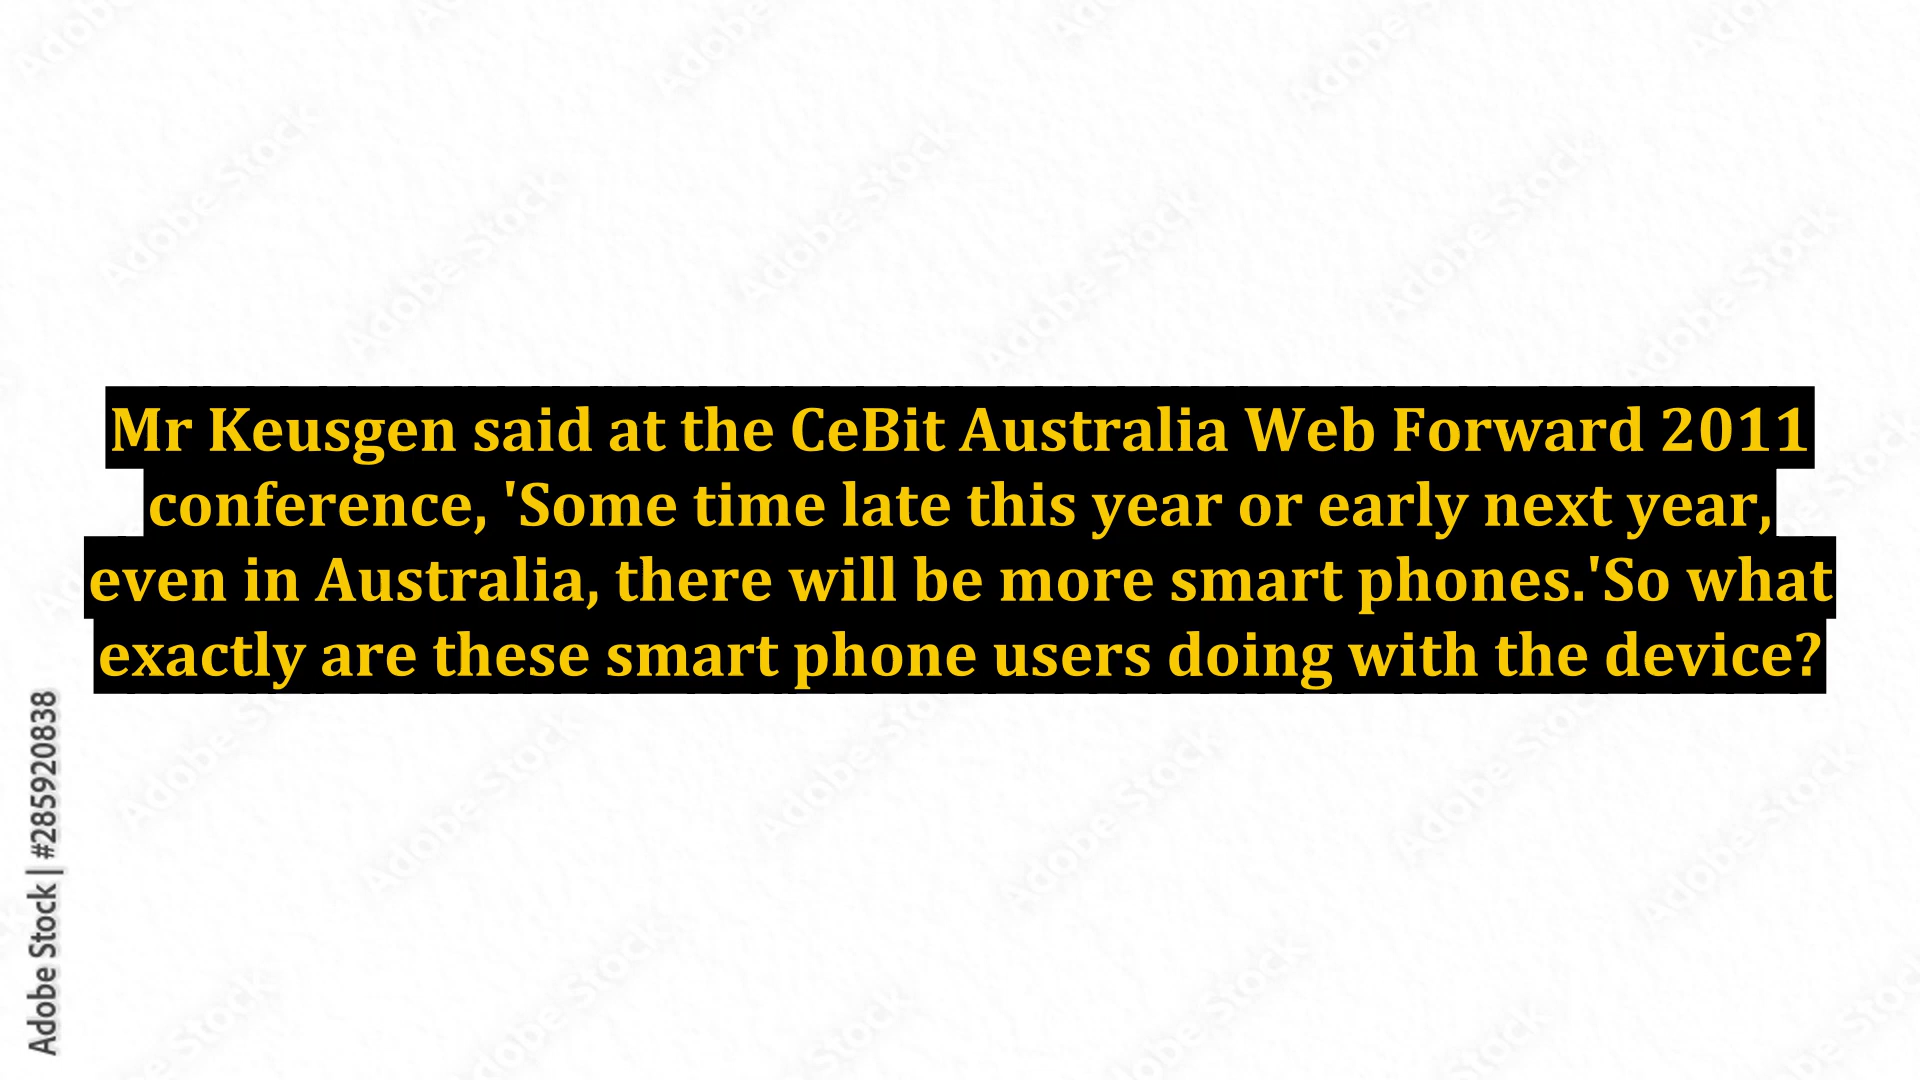 Mr Keusgen said at the CeBit Australia Web Forward 2011
conference, 'Some time late this year or early next year,
even in Australia, there will be more smart phones.'So what
exactly are these smart phone users doing with the device?
Adobe Stock | #285920838